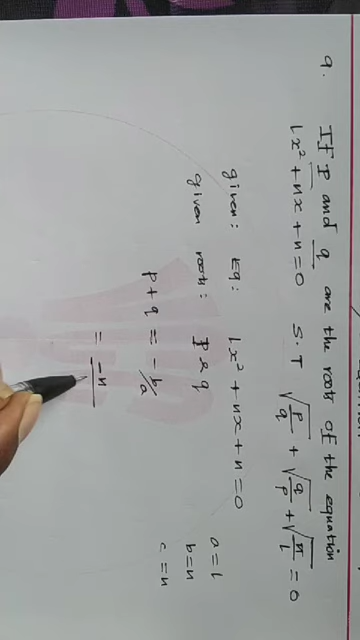 9. If p and q are the roots of the equation
lx² + nx + n = 0 S.T √p/q + √q/p + √n/l = 0
given: Eq: lx² + nx + n = 0
given roots: p & q
a = l
b = n
c = n
p + q = -b/a
= -n